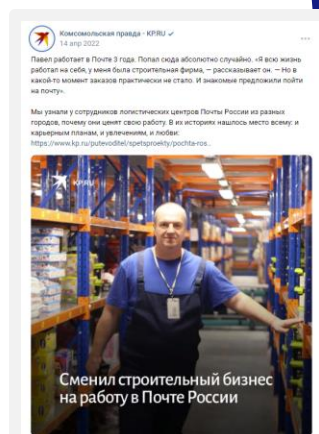 Комсомольская правда - KP.RU
14 апр 2022
Павел работает в Почте 3 года. Попал сюда абсолютно случайно. «Я всю жизнь
работал на себя, у меня была строительная фирма, — рассказывает он. — Но в
какой-то момент заказов практически не стало. И знакомые предложили пойти
на почту».
Мы узнали у сотрудников логистических центров Почты России из разных
городов, почему они ценят свою работу. В их историях нашлось место всему: и
карьерным планам, и увлечениям, и любви:
https://www.kp.ru/putevoditel/spetsproekty/pochta-ros..
KP.RU
Сменил строительный бизнес
на работу в Почте России